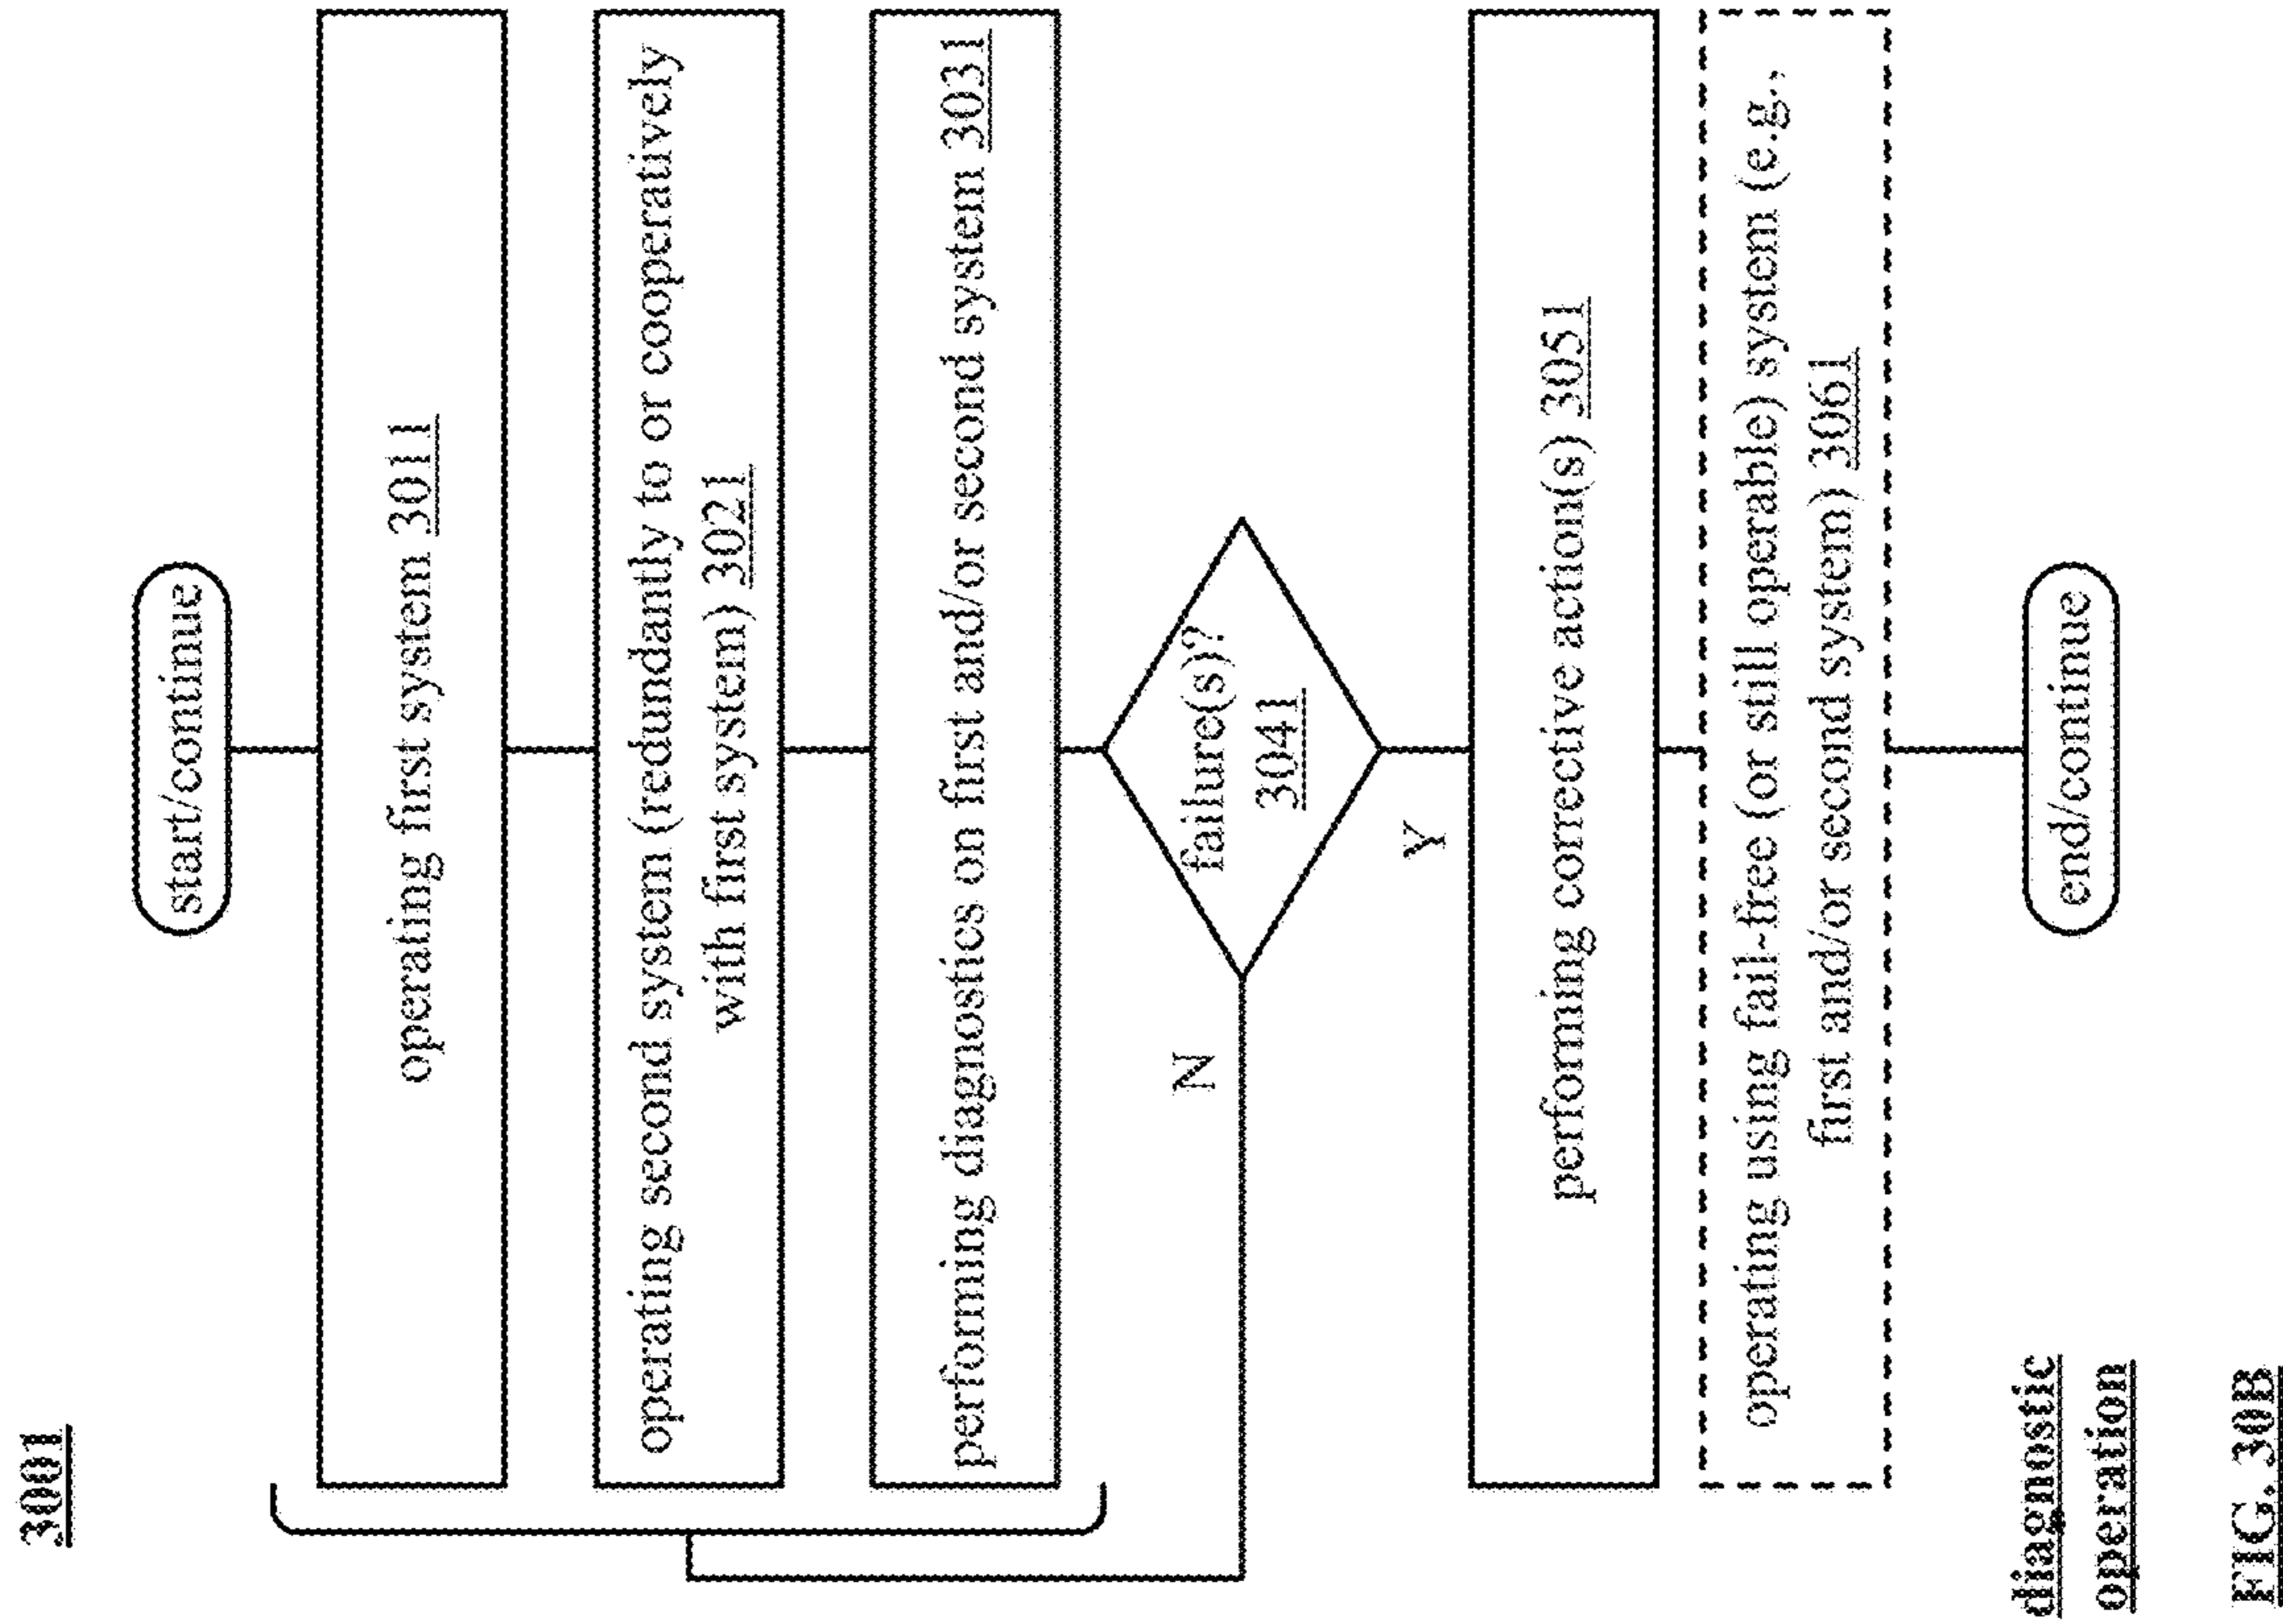 3001
start/continue
operating first system 3011
operating second system (redundantly to or cooperatively
with first system) 3021
performing diagnostics on first and/or second system 3031
failure(s)?
3041
N
Y
performing corrective action(s) 3051
operating using fail-free (or still operable) system (e.g.,
first and/or second system) 3061
end/continue
diagnostic
operation
FIG. 30B